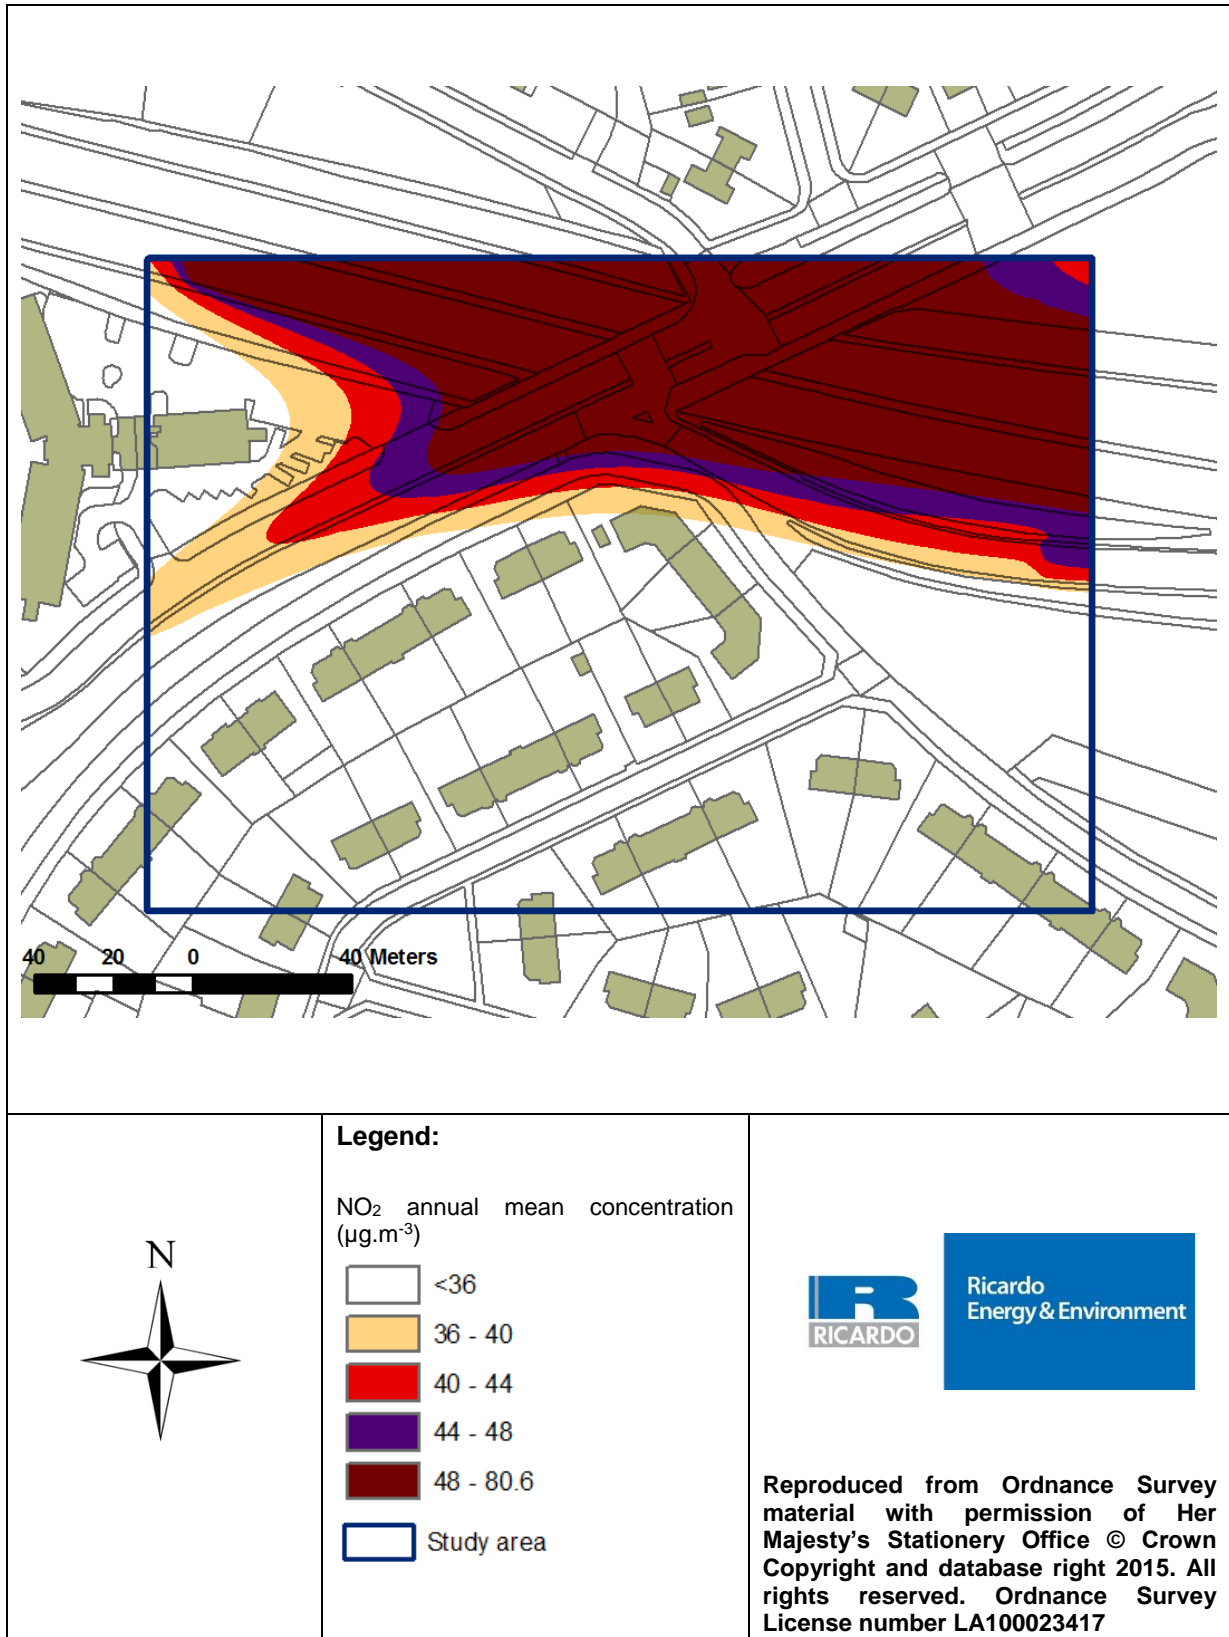 40 20 0 40 Meters
Legend:
NO₂ annual mean concentration
(µg.m⁻³)
<36
36 - 40
40 - 44
44 - 48
48 - 80.6
Study area
N
R
RICARDO
Ricardo
Energy & Environment
Reproduced from Ordnance Survey
material with permission of Her
Majesty's Stationery Office © Crown
Copyright and database right 2015. All
rights reserved. Ordnance Survey
License number LA100023417